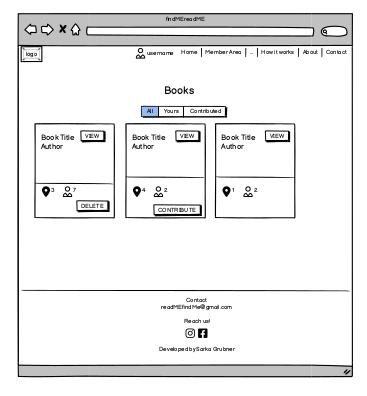 findMEreadME
logo
username Home Member Area ... How it works About Contact
Books
All Yours Contributed
Book Title VIEW
Author
3 7
DELETE
Book Title VIEW
Author
4 2
CONTRIBUTE
Book Title VIEW
Author
1 2
Contact
readMEfindMe@gmail.com
Reach us!
Developed by Sarka Grubner